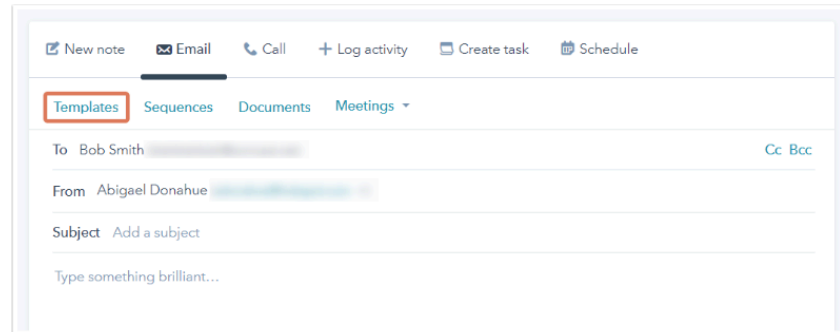 New note Email Call + Log activity Create task Schedule
Templates Sequences Documents Meetings
To Bob Smith Cc Bcc
From Abigael Donahue
Subject Add a subject
Type something brilliant...